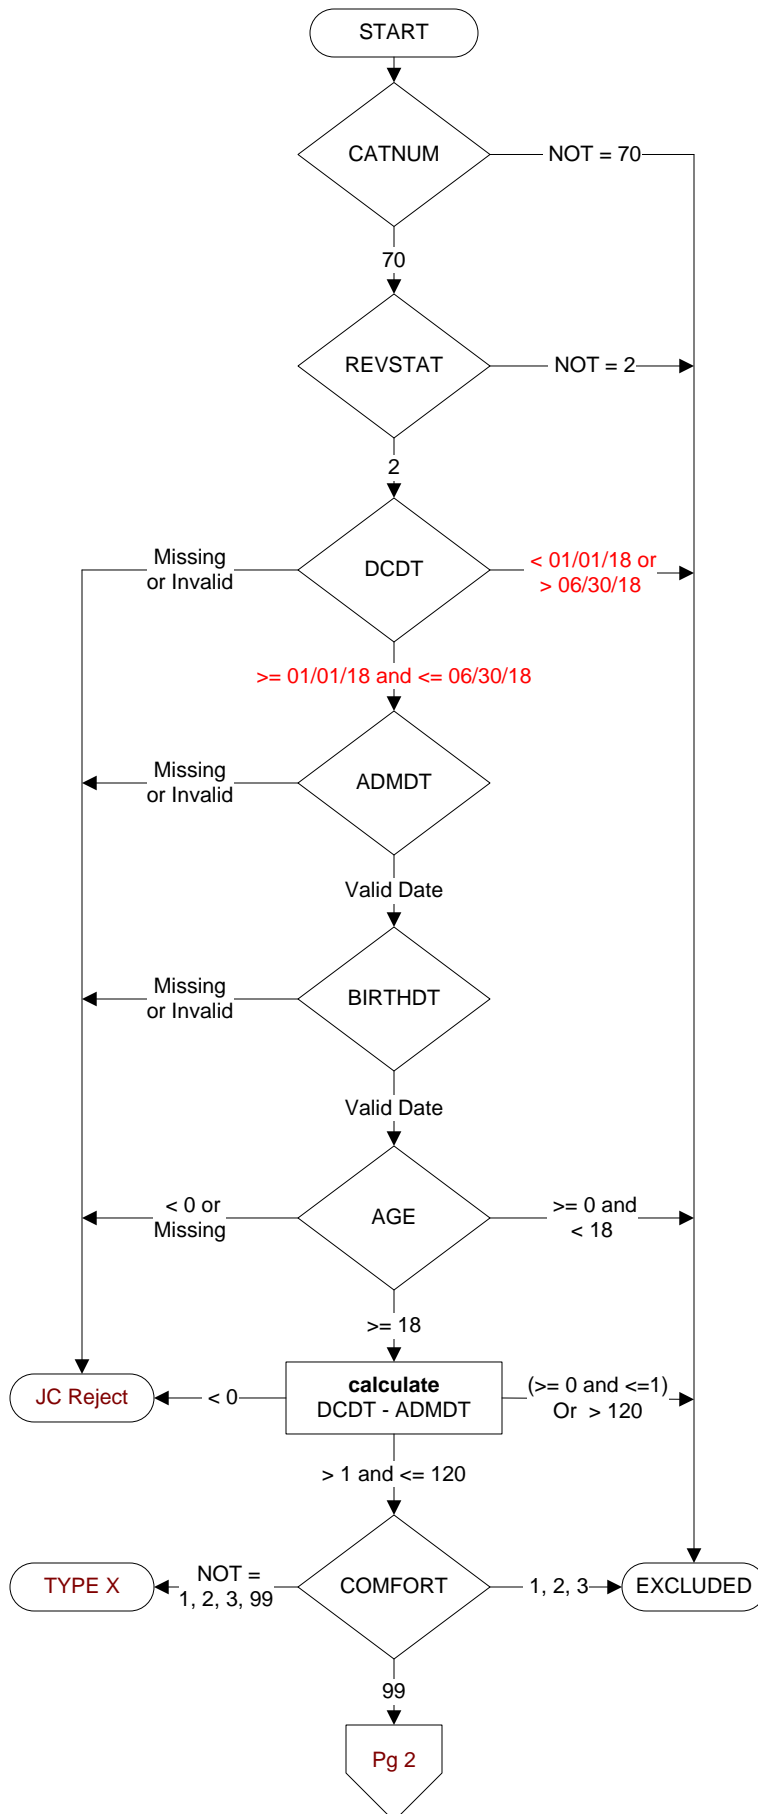 START
CATNUM
NOT = 70
70
REVSTAT
NOT = 2
2
Missing
or Invalid
DCDT
< 01/01/18 or
> 06/30/18
>= 01/01/18 and <= 06/30/18
Missing
or Invalid
ADMDT
Valid Date
Missing
or Invalid
BIRTHDT
Valid Date
< 0 or
Missing
AGE
>= 0 and
< 18
>= 18
JC Reject
< 0
calculate
DCDT - ADMDT
(>= 0 and <=1)
Or > 120
> 1 and <= 120
TYPE X
NOT =
1, 2, 3, 99
COMFORT
1, 2, 3
EXCLUDED
99
Pg 2